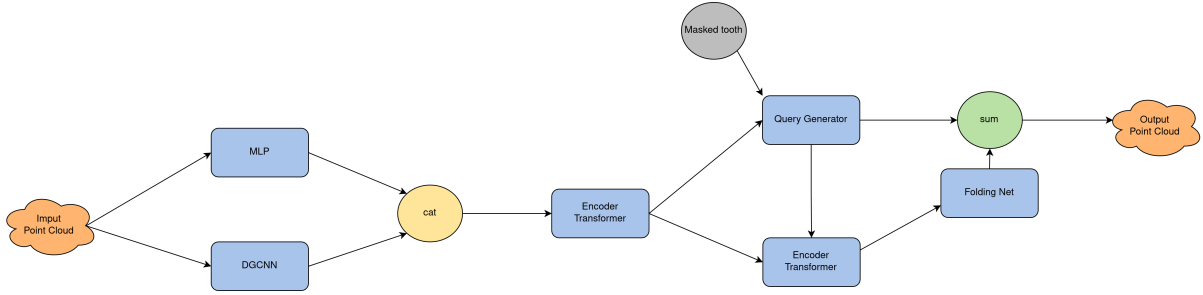 Masked tooth
Query Generator
sum
Output
Point Cloud
MLP
Folding Net
Imput
Point Cloud
cat
Encoder
Transformer
DGCNN
Encoder
Transformer